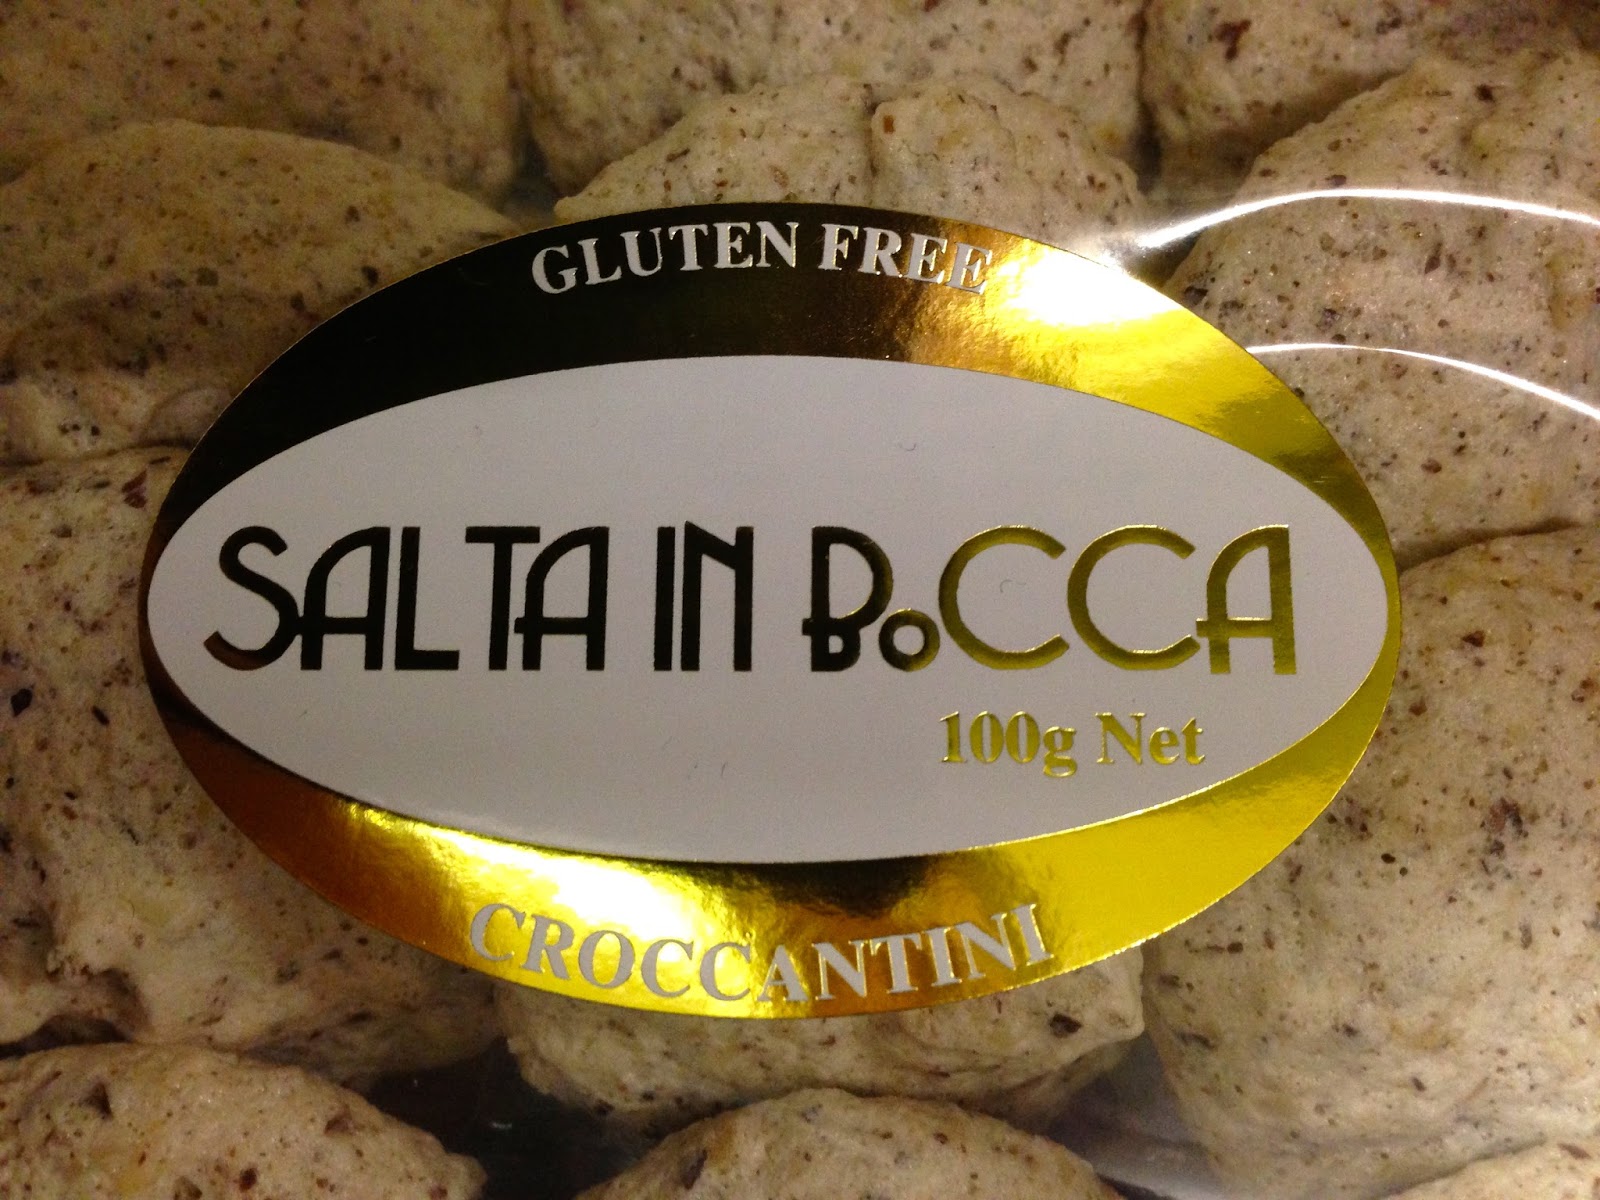 GLUTEN FREE
SALTA IN BoCCA
100g Net
CROCCANTINI